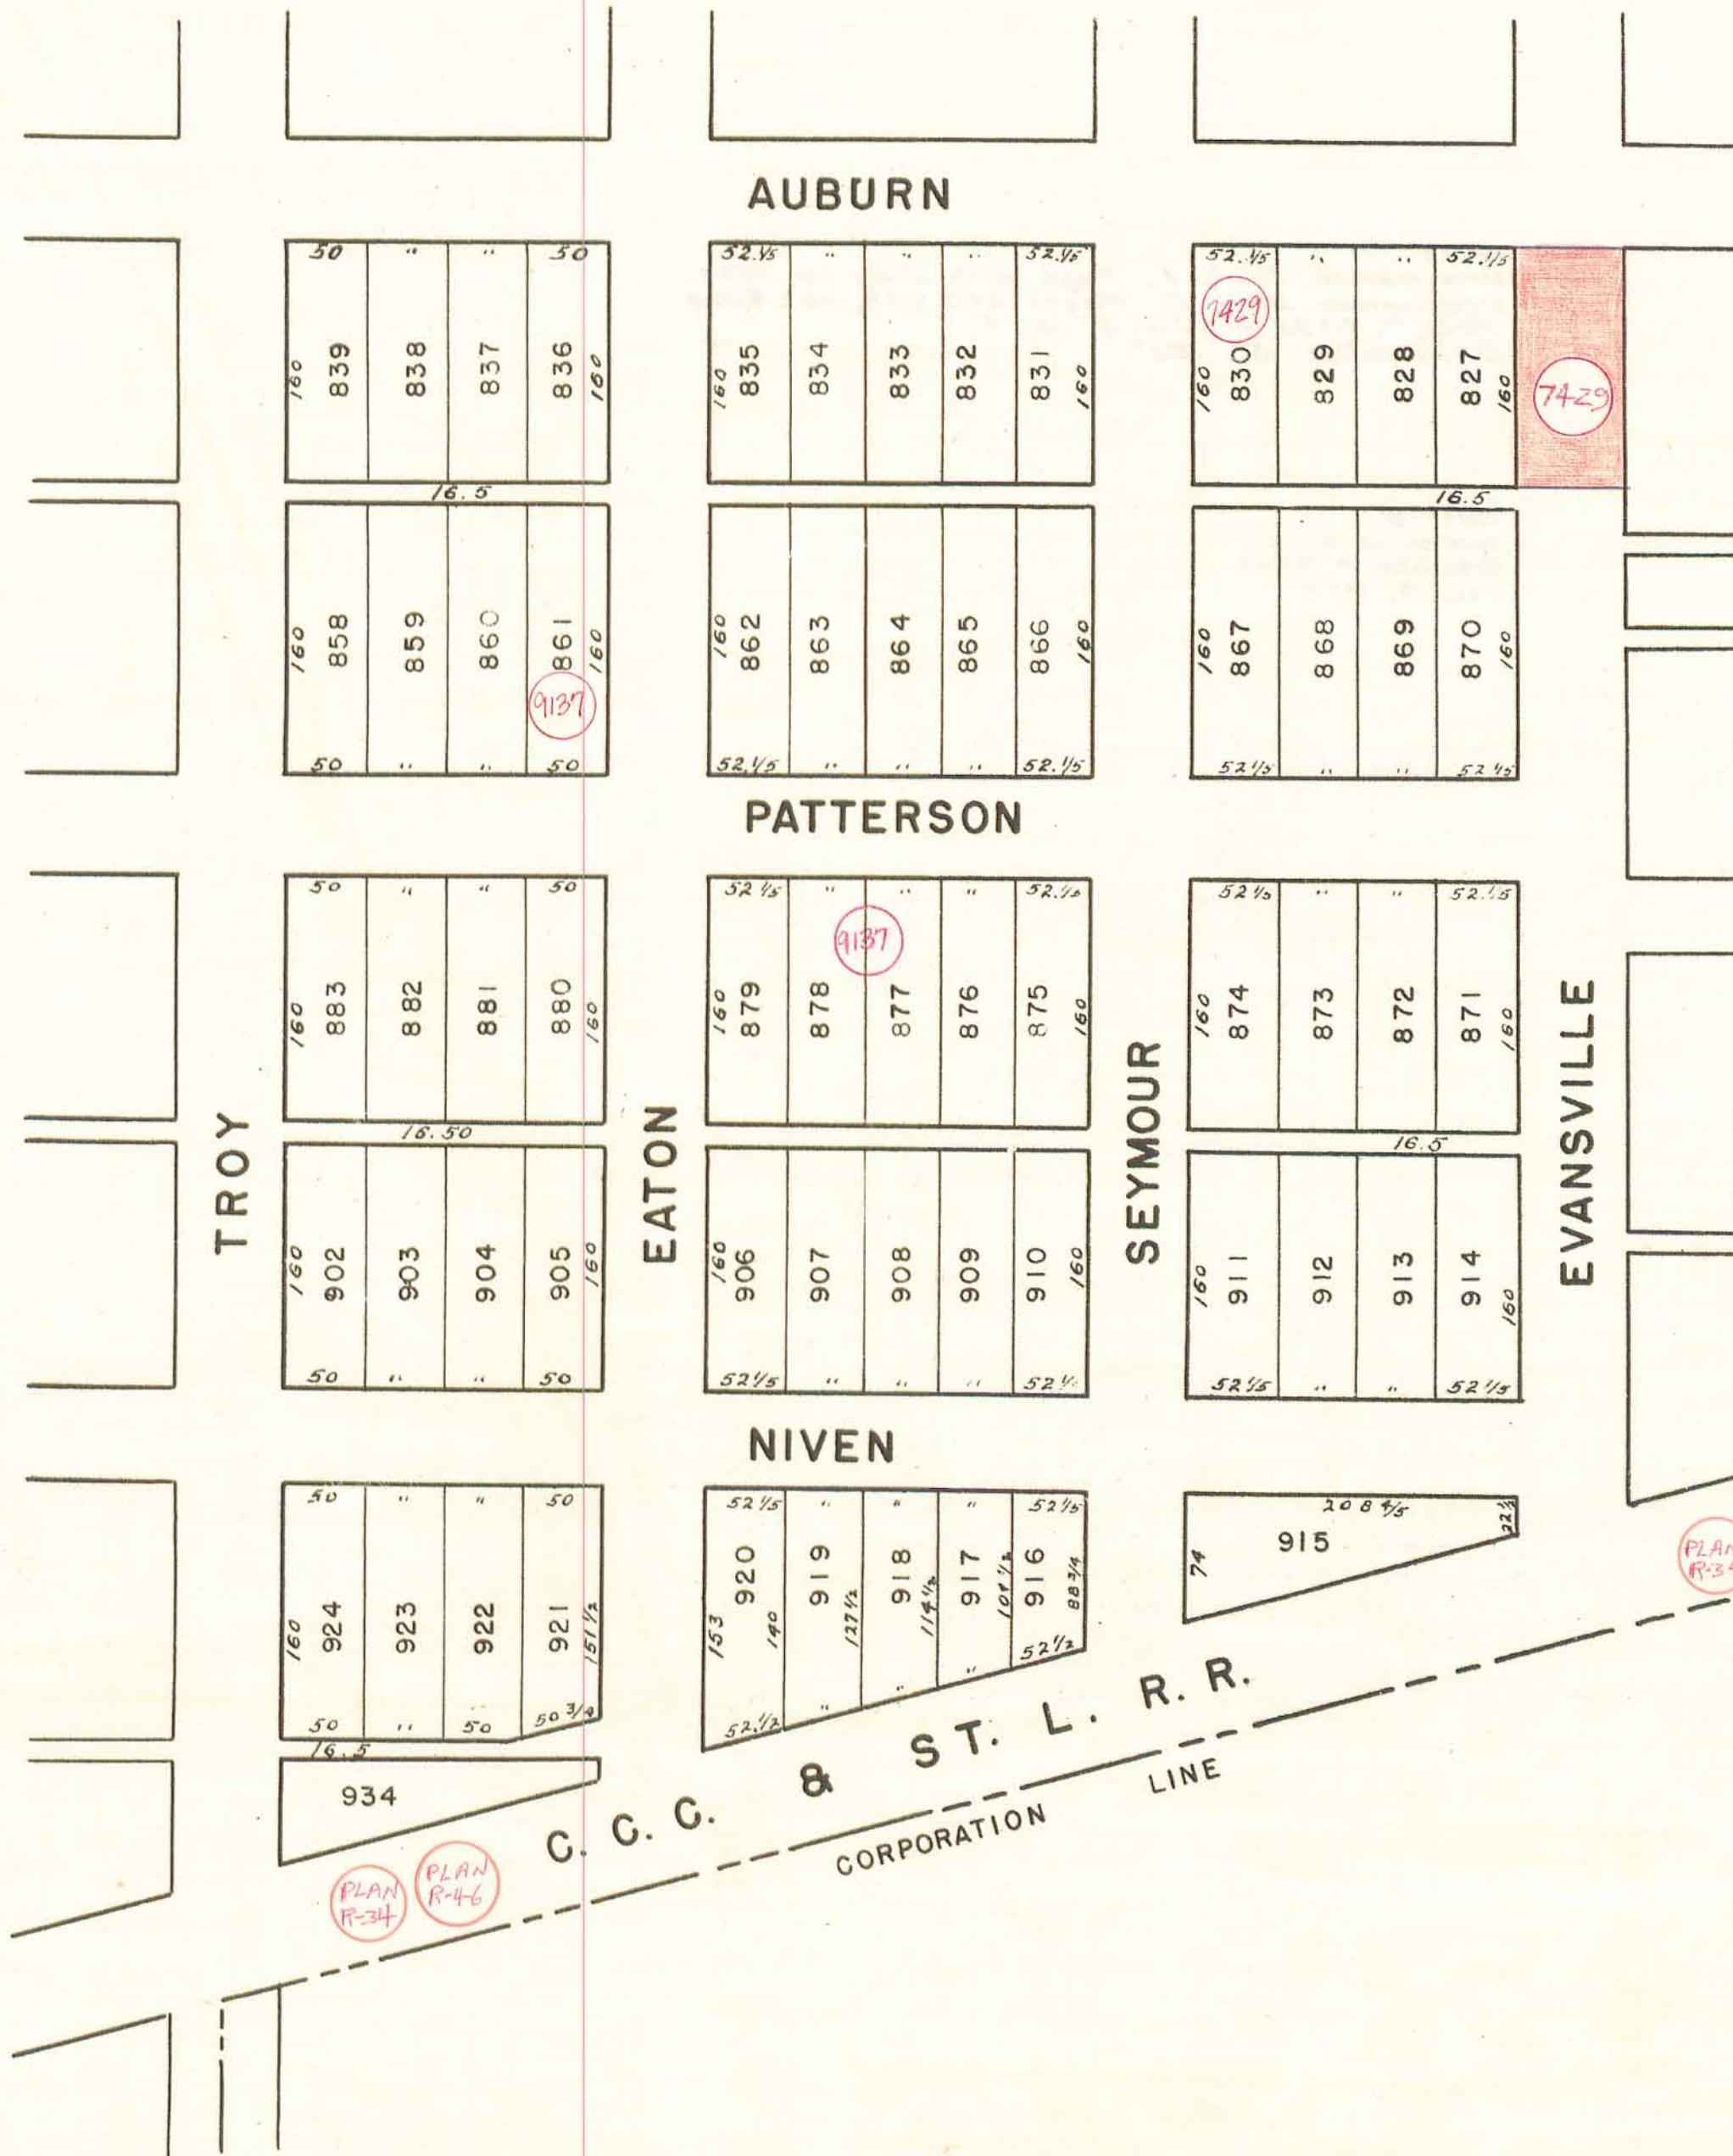 AUBURN
50 " " 50
52.1/5 " " " 52.1/5
52.1/5 " " 52.1/5
7429
7429
160 839 838 837 836 160
160 835 834 833 832 831 160
160 830 829 828 827 160
16.5
16.5
160 858 859 860 861 160
160 862 863 864 865 866 160
160 867 868 869 870 160
9137
50 " " 50
52.1/5 " " " 52.1/5
52 1/5 " " 52 1/5
PATTERSON
50 " " 50
52 1/5 " " " 52.1/5
52 1/5 " " 52.1/5
9137
160 883 882 881 880 160
160 879 878 877 876 875 160
160 874 873 872 871 160
TROY
EATON
SEYMOUR
EVANSVILLE
16.50
16.5
160 902 903 904 905 160
160 906 907 908 909 910 160
160 911 912 913 914 160
50 " " 50
52 1/5 " " " 52 1/
52 1/5 " " 52 1/5
NIVEN
50 " " 50
52 1/5 " " " 52 1/5
208 4/5
160 924 923 922 921 151 1/2
153 920 140 919 127 1/2 918 114 1/2 917 101 1/2 916 88 3/4
74 915
50 " 50 50 3/4
52.1/2 " " " 52 1/2
PLAN
R-34
16.5
934
C. C. C. & ST. L. R. R.
CORPORATION LINE
PLAN
R-34
PLAN
R-46